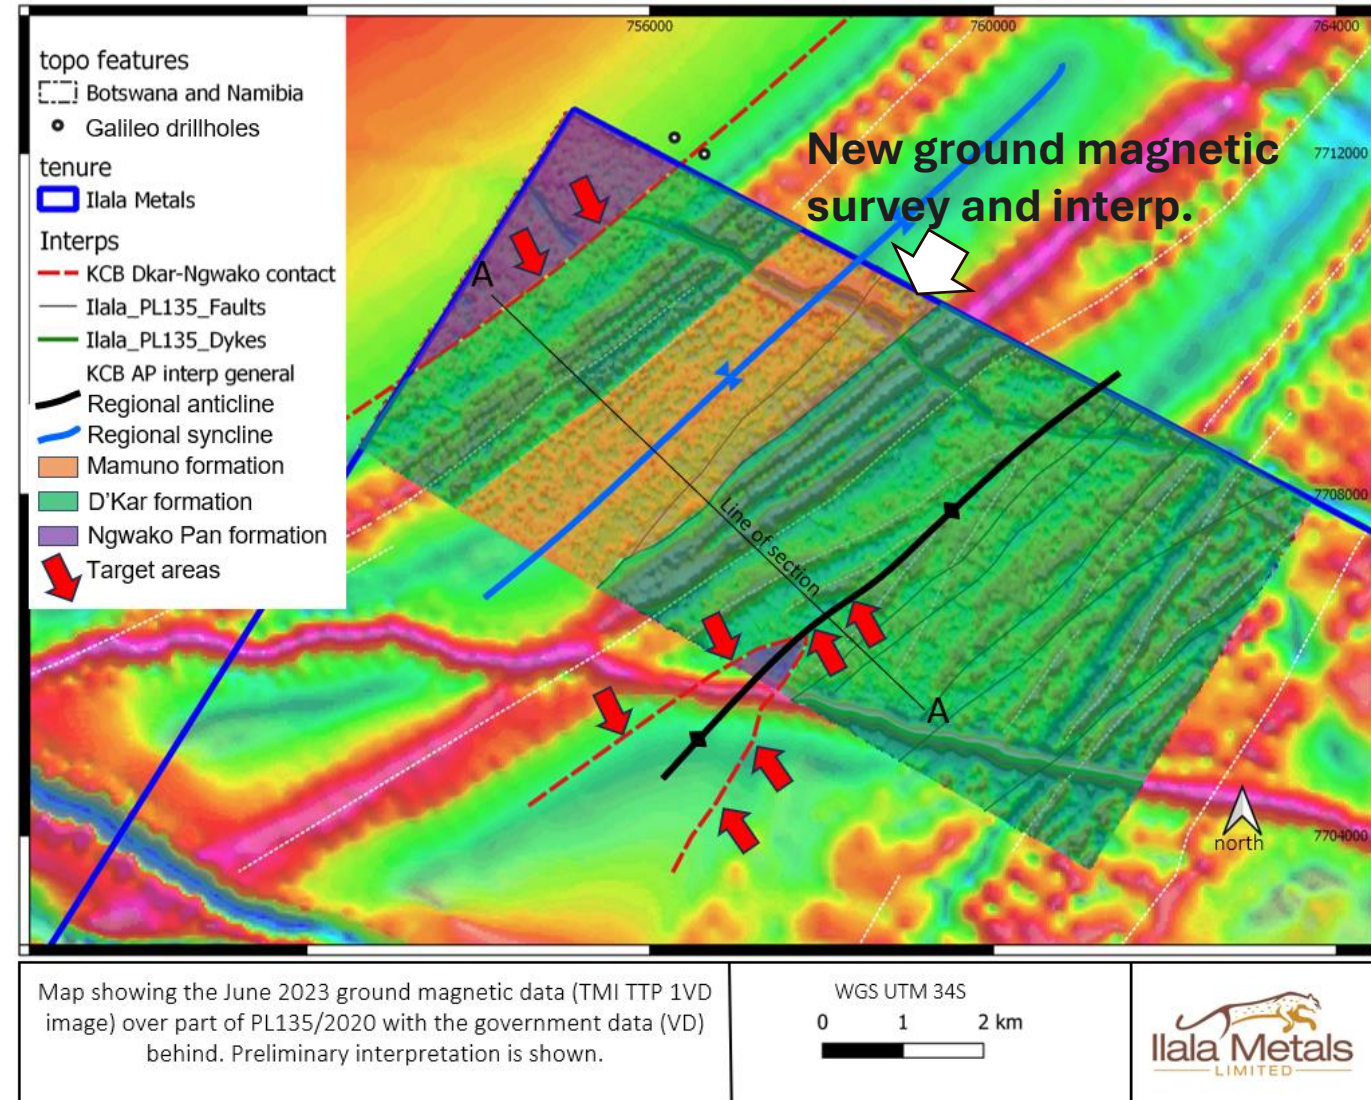 756000
760000
764000
topo features
Botswana and Namibia
Galileo drillholes
tenure
Ilala Metals
Interps
KCB Dkar-Ngwako contact
Ilala_PL135_Faults
Ilala_PL135_Dykes
KCB AP interp general
Regional anticline
Regional syncline
Mamuno formation
D'Kar formation
Ngwako Pan formation
Target areas
New ground magnetic
survey and interp.
7712000
A
7708000
Line of section
A
north
7704000
Map showing the June 2023 ground magnetic data (TMI TTP 1VD
image) over part of PL135/2020 with the government data (VD)
behind. Preliminary interpretation is shown.
WGS UTM 34S
0 1 2 km
Ilala Metals
LIMITED